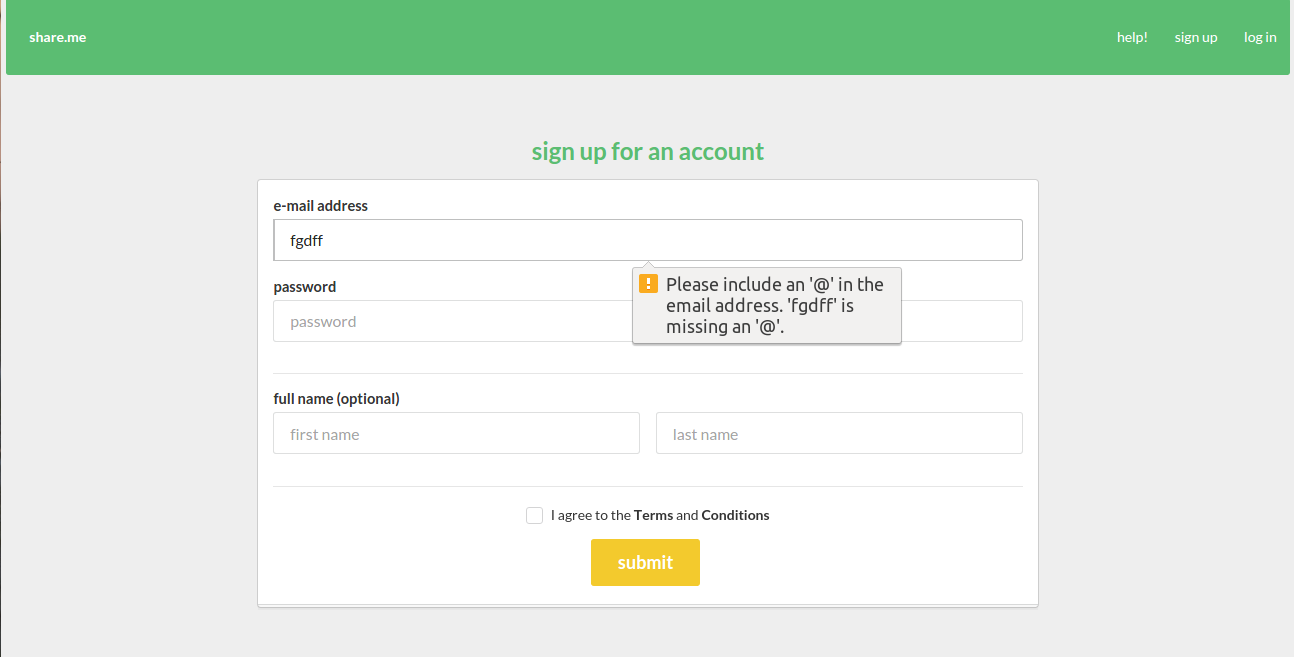 share.me help! sign up log in
sign up for an account
e-mail address
fgdff
Please include an '@' in the
email address. 'fgdff' is
missing an '@'.
password
password
full name (optional)
first name last name
I agree to the Terms and Conditions
submit